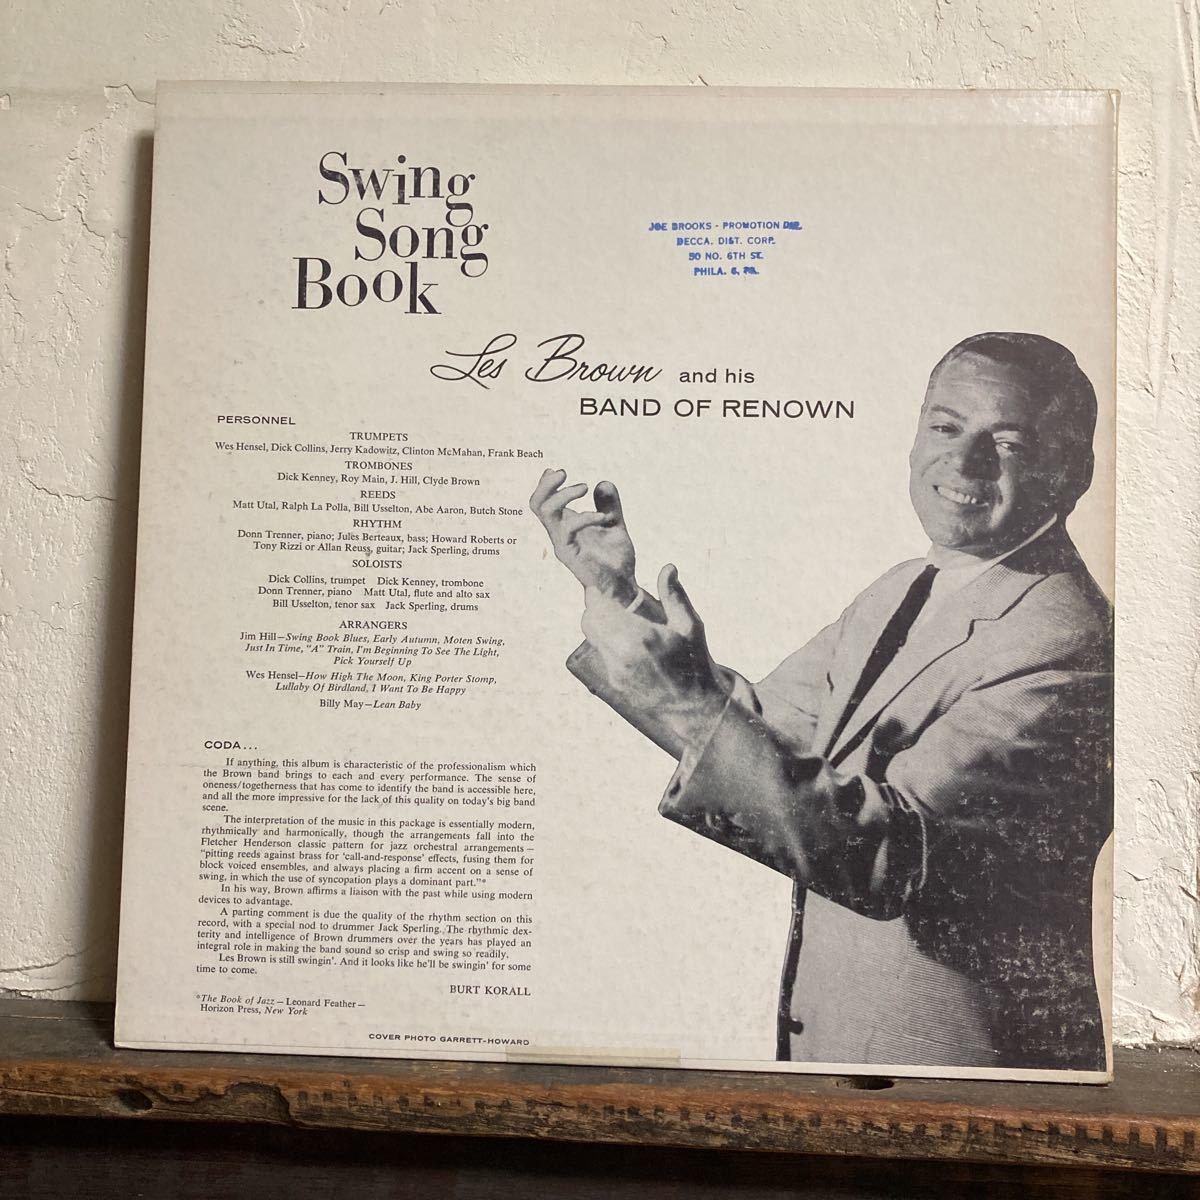 Swing
Song
Book
JOE BROOKS - PROMOTION DIR.
DECCA. DIST. CORP.
50 NO. 6TH ST.
PHILA. 6, PA.
Les Brown and his
BAND OF RENOWN
PERSONNEL
TRUMPETS
Wes Hensel, Dick Collins, Jerry Kadowitz, Clinton McMahan, Frank Beach
TROMBONES
Dick Kenney, Roy Main, J. Hill, Clyde Brown
REEDS
Matt Utal, Ralph La Polla, Bill Usselton, Abe Aaron, Butch Stone
RHYTHM
Donn Trenner, piano; Jules Berteaux, bass; Howard Roberts or
Tony Rizzi or Allan Reuss, guitar; Jack Sperling, drums
SOLOISTS
Dick Collins, trumpet Dick Kenney, trombone
Donn Trenner, piano Matt Utal, flute and alto sax
Bill Usselton, tenor sax Jack Sperling, drums
ARRANGERS
Jim Hill—Swing Book Blues, Early Autumn, Moten Swing,
Just In Time, "A" Train, I'm Beginning To See The Light,
Pick Yourself Up
Wes Hensel—How High The Moon, King Porter Stomp,
Lullaby Of Birdland, I Want To Be Happy
Billy May—Lean Baby
CODA...
If anything, this album is characteristic of the professionalism which
the Brown band brings to each and every performance. The sense of
oneness/togetherness that has come to identify the band is accessible here,
and all the more impressive for the lack of this quality on today's big band
scene.
The interpretation of the music in this package is essentially modern,
rhythmically and harmonically, though the arrangements fall into the
Fletcher Henderson classic pattern for jazz orchestral arrangements—
"pitting reeds against brass for 'call-and-response' effects, fusing them for
block voiced ensembles, and always placing a firm accent on a sense of
swing, in which the use of syncopation plays a dominant part."*
In his way, Brown affirms a liaison with the past while using modern
devices to advantage.
A parting comment is due the quality of the rhythm section on this
record, with a special nod to drummer Jack Sperling. The rhythmic dex-
terity and intelligence of Brown drummers over the years has played an
integral role in making the band sound so crisp and swing so readily.
Les Brown is still swingin'. And it looks like he'll be swingin' for some
time to come.
BURT KORALL
*The Book of Jazz—Leonard Feather—
Horizon Press, New York
COVER PHOTO GARRETT-HOWARD